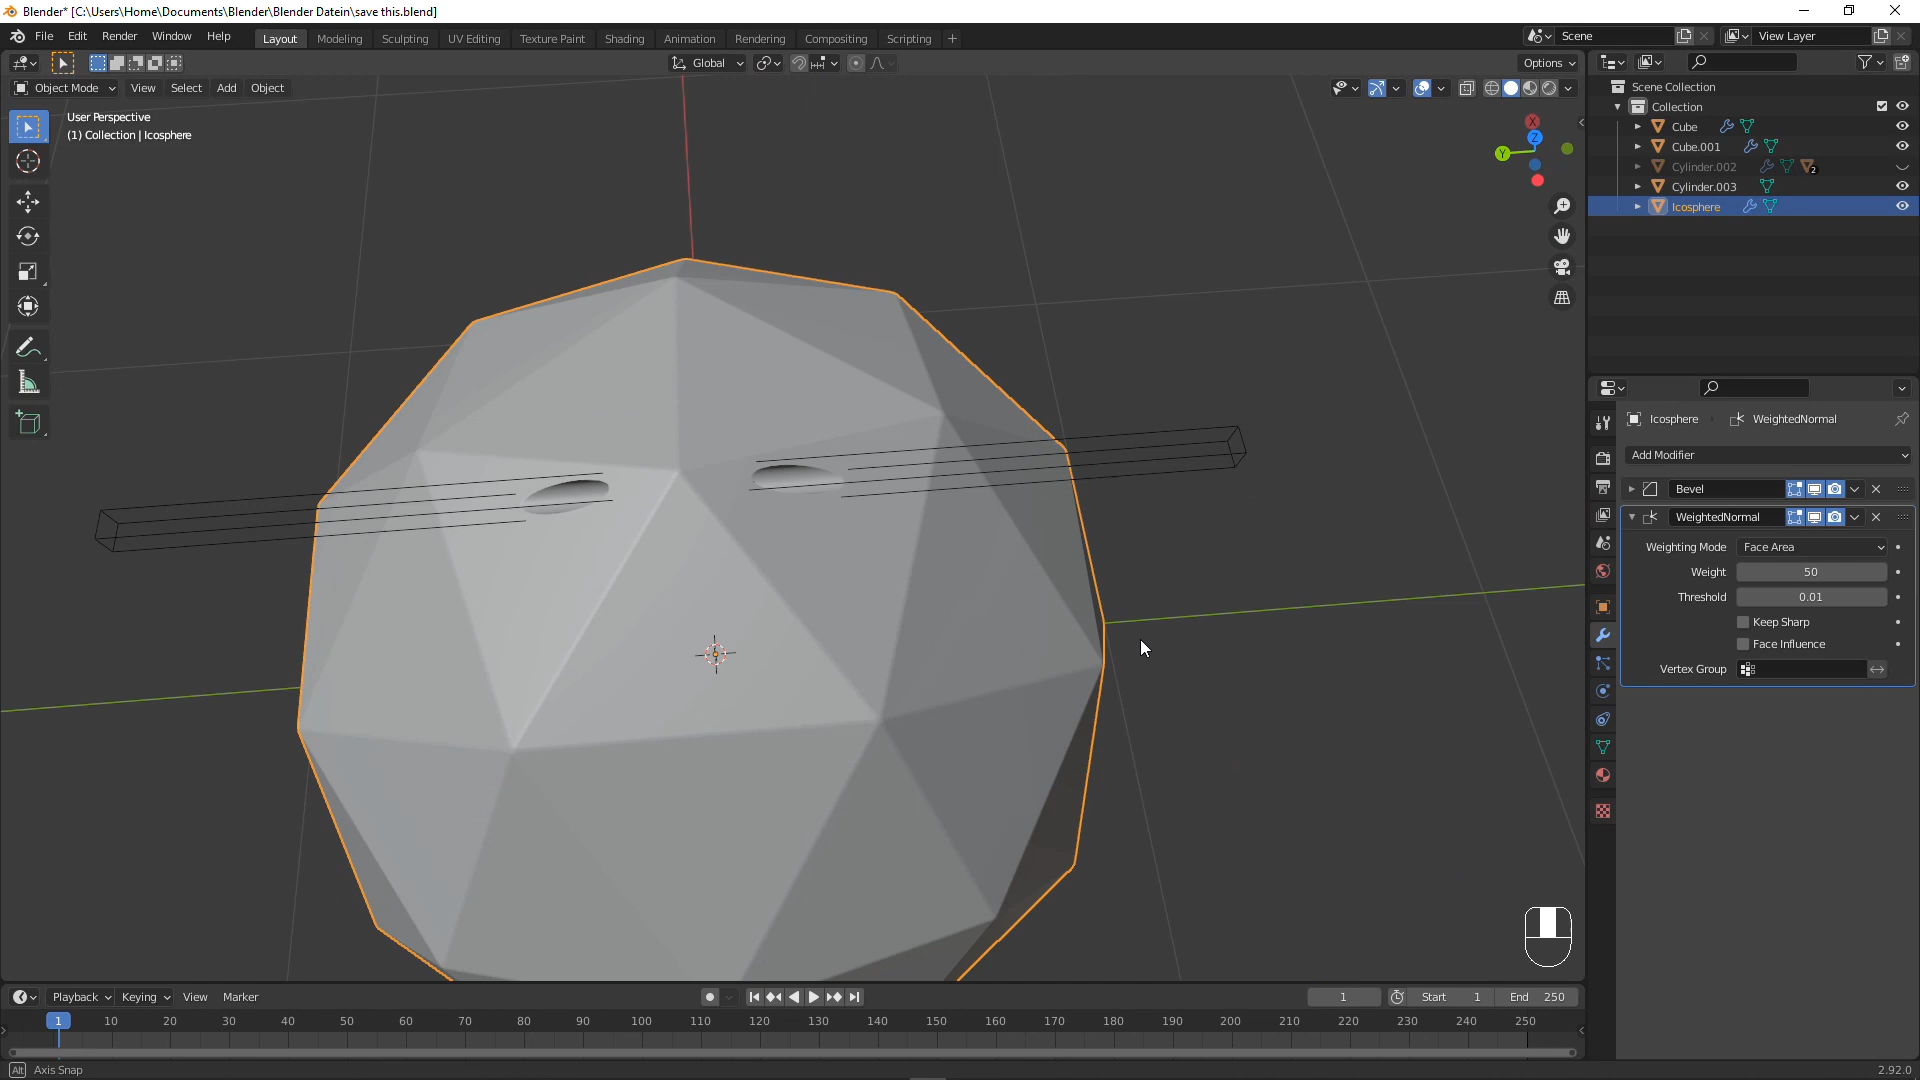 Blender* [C:\Users\Home\Documents\Blender\Blender Datein\save this.blend]
File Edit Render Window Help Layout Modeling Sculpting UV Editing Texture Paint Shading Animation Rendering Compositing Scripting + Scene View Layer
Global Options
Object Mode View Select Add Object
User Perspective
(1) Collection | Icosphere
X
Z
Y
Scene Collection
Collection
Cube
Cube.001
Cylinder.002 2
Cylinder.003
Icosphere
Icosphere WeightedNormal
Add Modifier
Bevel
WeightedNormal
Weighting Mode Face Area
Weight 50
Threshold 0.01
Keep Sharp
Face Influence
Vertex Group
Playback Keying View Marker 1 Start 1 End 250
1 10 20 30 40 50 60 70 80 90 100 110 120 130 140 150 160 170 180 190 200 210 220 230 240 250
Alt Axis Snap 2.92.0